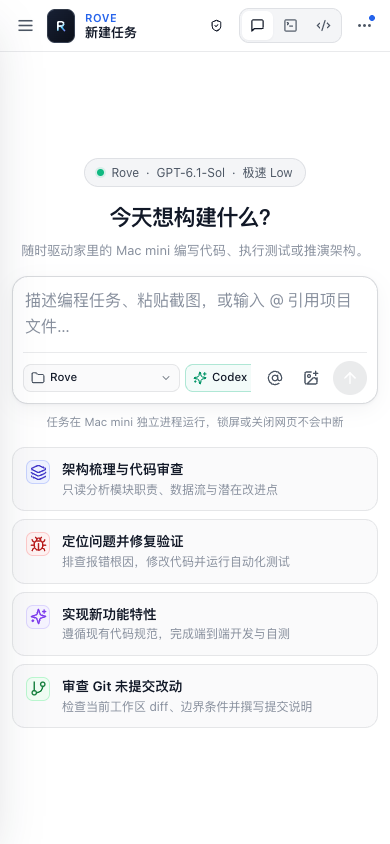 ROVE
新建任务
Rove · GPT-6.1-Sol · 极速 Low
今天想构建什么?
随时驱动家里的 Mac mini 编写代码、执行测试或推演架构。
描述编程任务、粘贴截图，或输入 @ 引用项目
文件...
Rove
Codex
任务在 Mac mini 独立进程运行，锁屏或关闭网页不会中断
架构梳理与代码审查
只读分析模块职责、数据流与潜在改进点
定位问题并修复验证
排查报错根因，修改代码并运行自动化测试
实现新功能特性
遵循现有代码规范，完成端到端开发与自测
审查 Git 未提交改动
检查当前工作区 diff、边界条件并撰写提交说明